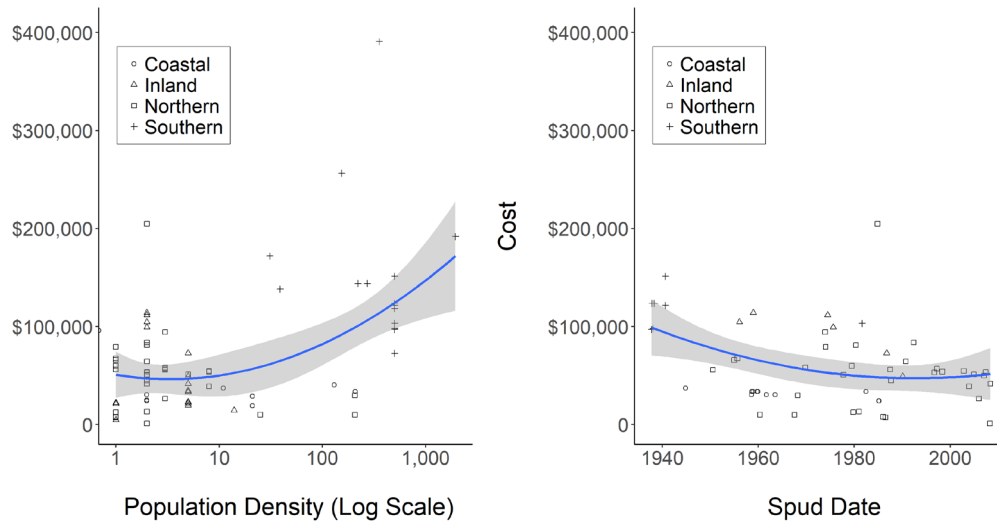 $400,000
$300,000
$200,000
$100,000
$0
Coastal
Inland
Northern
Southern
1 10 100 1,000
Population Density (Log Scale)
Cost
$400,000
$300,000
$200,000
$100,000
$0
Coastal
Inland
Northern
Southern
1940 1960 1980 2000
Spud Date